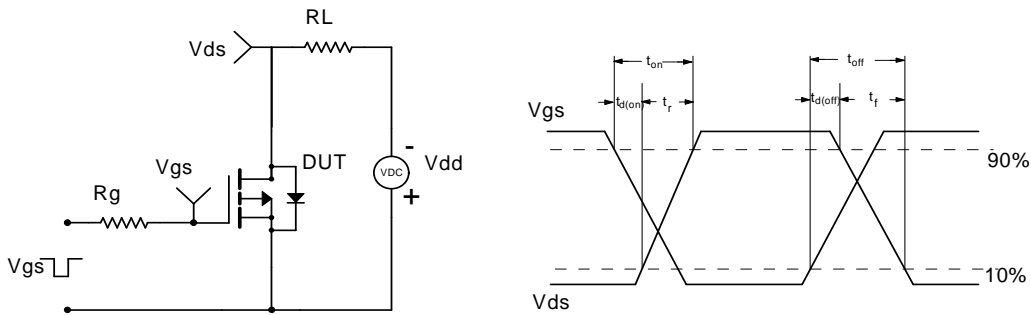 RL
Vds
-
Vgs
DUT
VDC
Vdd
+
Rg
Vgs
ton
toff
td(on)
tr
td(off)
tf
Vgs
90%
10%
Vds